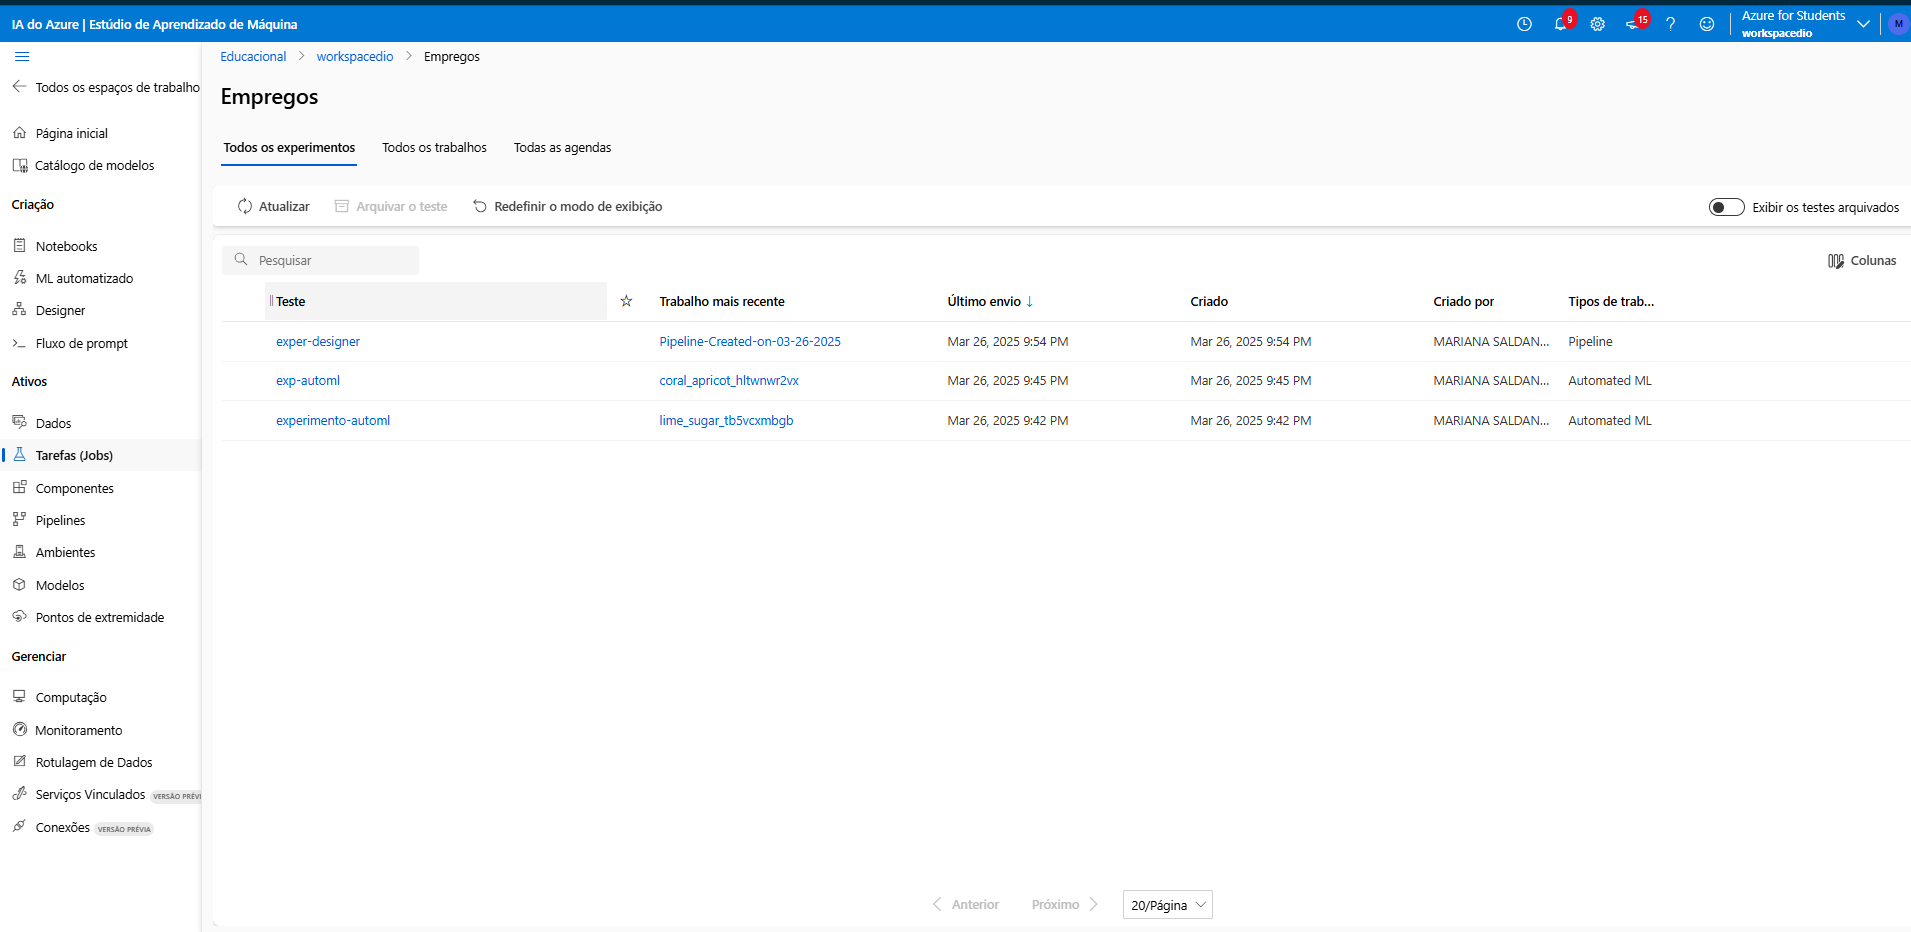 IA do Azure | Estúdio de Aprendizado de Máquina
9
15
Azure for Students
workspacedio
M
Todos os espaços de trabalho
Página inicial
Catálogo de modelos
Criação
Notebooks
ML automatizado
Designer
Fluxo de prompt
Ativos
Dados
Tarefas (Jobs)
Componentes
Pipelines
Ambientes
Modelos
Pontos de extremidade
Gerenciar
Computação
Monitoramento
Rotulagem de Dados
Serviços Vinculados VERSÃO PRÉVI
Conexões VERSÃO PRÉVIA
Educacional > workspacedio > Empregos
Empregos
Todos os experimentos Todos os trabalhos Todas as agendas
Atualizar Arquivar o teste Redefinir o modo de exibição Exibir os testes arquivados
Pesquisar Colunas
Teste Trabalho mais recente Último envio ↓ Criado Criado por Tipos de trab...
exper-designer Pipeline-Created-on-03-26-2025 Mar 26, 2025 9:54 PM Mar 26, 2025 9:54 PM MARIANA SALDAN... Pipeline
exp-automl coral_apricot_hltwnwr2vx Mar 26, 2025 9:45 PM Mar 26, 2025 9:45 PM MARIANA SALDAN... Automated ML
experimento-automl lime_sugar_tb5vcxmbgb Mar 26, 2025 9:42 PM Mar 26, 2025 9:42 PM MARIANA SALDAN... Automated ML
Anterior Próximo 20/Página